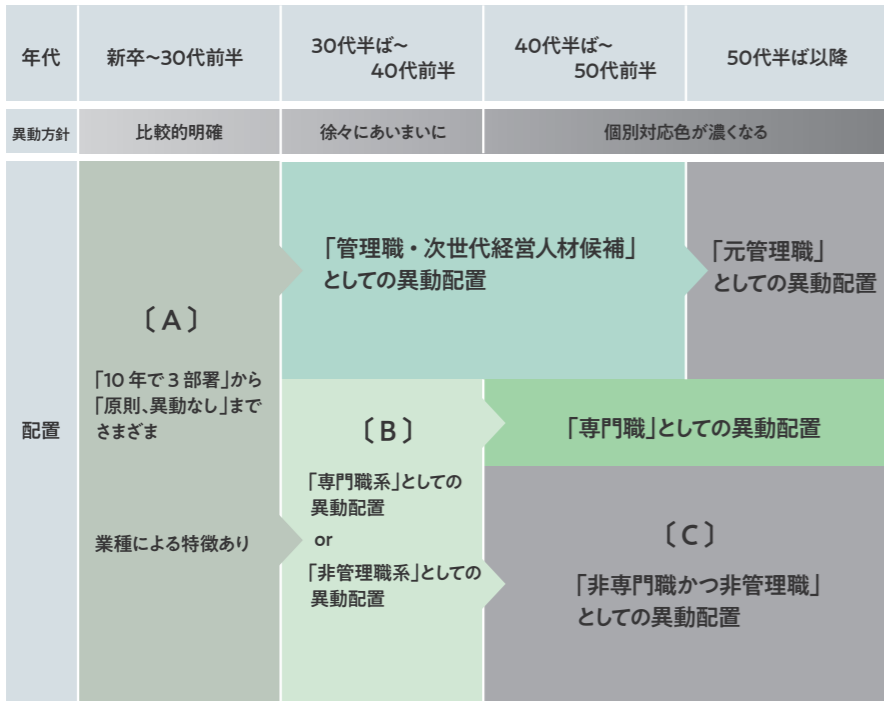 年代
新卒〜30代前半
30代半ば〜
40代前半
40代半ば〜
50代前半
50代半ば以降
異動方針
比較的明確
徐々にあいまいに
個別対応色が濃くなる
配置
〔A〕
「10年で3部署」から
「原則、異動なし」まで
さまざま
業種による特徴あり
「管理職・次世代経営人材候補」
としての異動配置
「元管理職」
としての異動配置
〔B〕
「専門職系」としての
異動配置
or
「非管理職系」としての
異動配置
「専門職」としての異動配置
〔C〕
「非専門職かつ非管理職」
としての異動配置